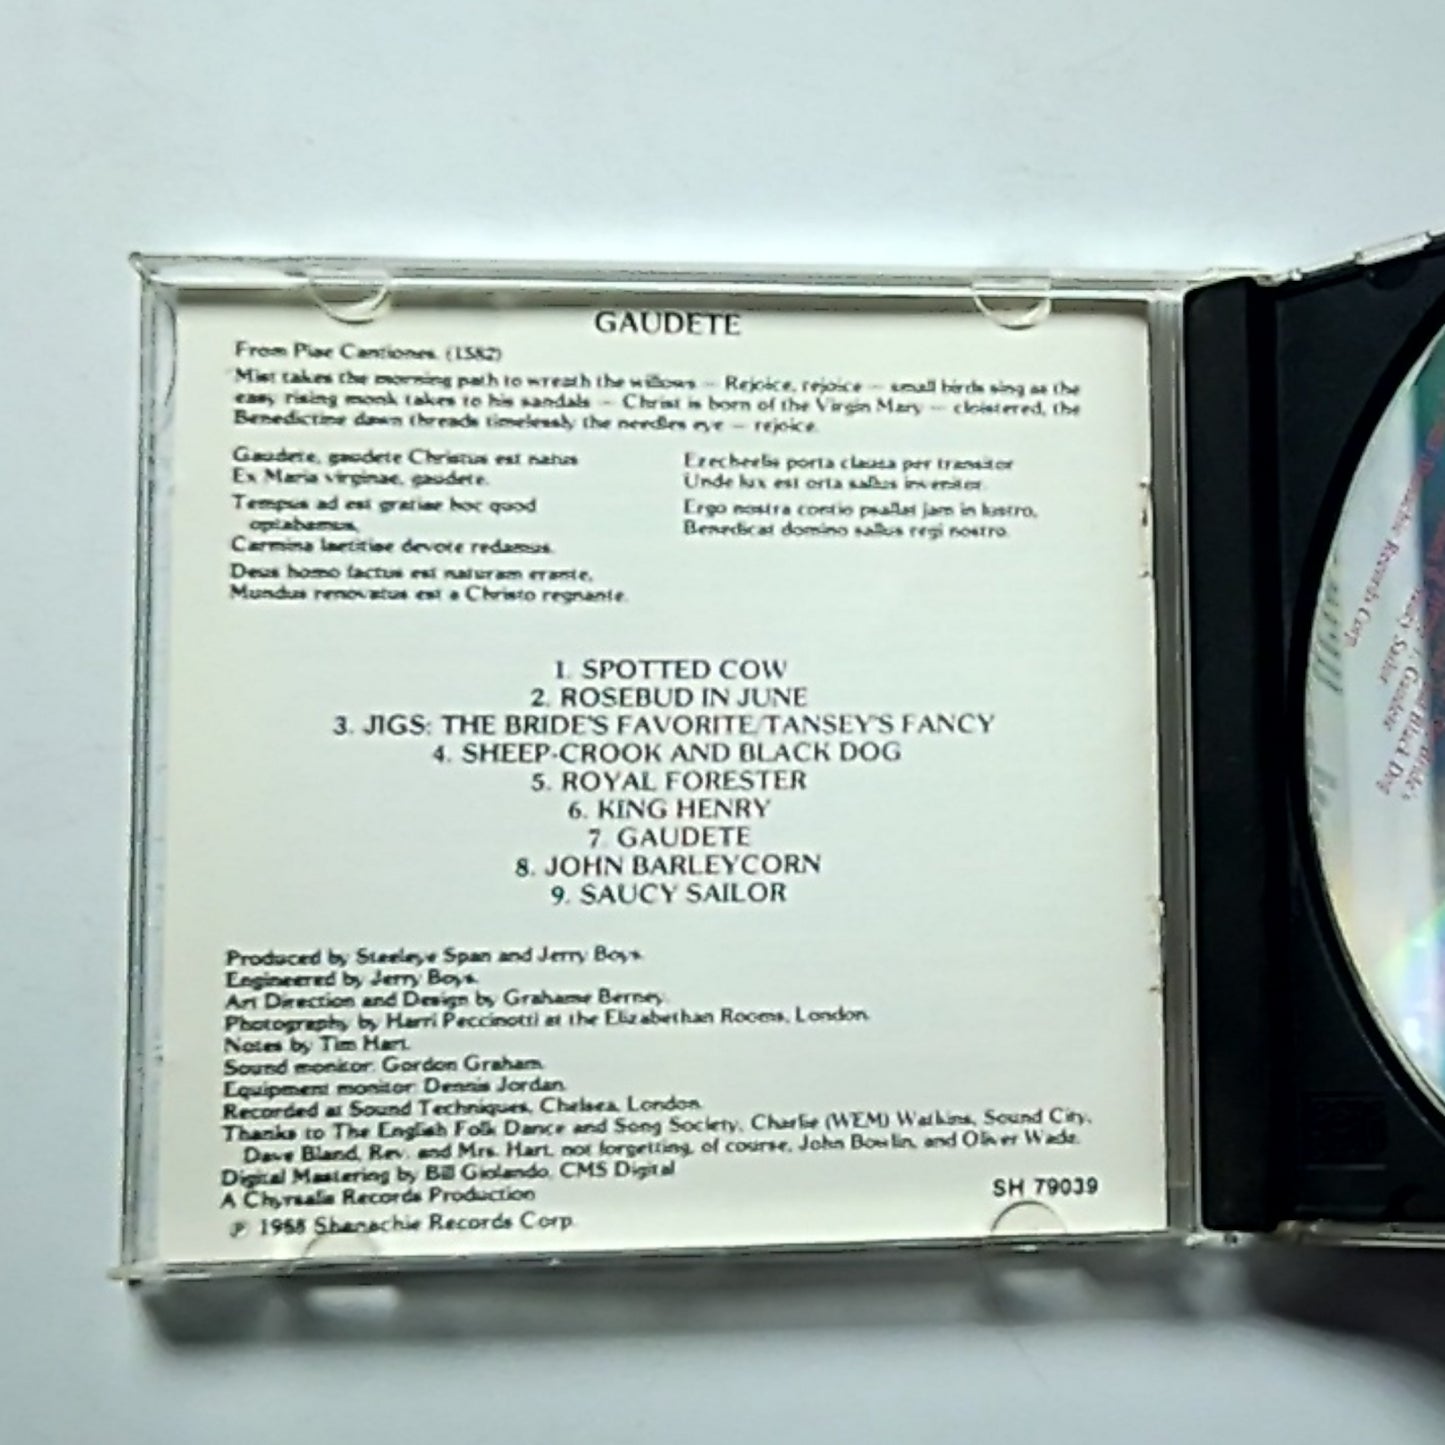 GAUDETE
From Piae Cantiones. (1582)
Mist takes the morning path to wreath the willows — Rejoice, rejoice — small birds sing as the
easy rising monk takes to his sandals — Christ is born of the Virgin Mary — cloistered, the
Benedictine dawn threads timelessly the needles eye — rejoice.
Gaudete, gaudete Christus est natus
Ex Maria virginae, gaudete.
Tempus ad est gratiae hoc quod
optabamus,
Carmina laetitiae devote redamus.
Deus homo factus est naturam erante,
Mundus renovatus est a Christo regnante.
Ezecheelis porta clausa per transitor
Unde lux est orta sallus invenitor.
Ergo nostra contio psallat jam in lustro,
Benedicat domino sallus regi nostro.
1. SPOTTED COW
2. ROSEBUD IN JUNE
3. JIGS: THE BRIDE'S FAVORITE/TANSEY'S FANCY
4. SHEEP-CROOK AND BLACK DOG
5. ROYAL FORESTER
6. KING HENRY
7. GAUDETE
8. JOHN BARLEYCORN
9. SAUCY SAILOR
Produced by Steeleye Span and Jerry Boys.
Engineered by Jerry Boys.
Art Direction and Design by Grahame Berney.
Photography by Harri Peccinotti at the Elizabethan Rooms, London.
Notes by Tim Hart.
Sound monitor: Gordon Graham.
Equipment monitor: Dennis Jordan.
Recorded at Sound Techniques, Chelsea, London.
Thanks to The English Folk Dance and Song Society, Charlie (WEM) Watkins, Sound City,
Dave Bland, Rev. and Mrs. Hart, not forgetting, of course, John Bowlin, and Oliver Wade.
Digital Mastering by Bill Giolando, CMS Digital
A Chyrsalis Records Production
℗ 1988 Shanachie Records Corp.
SH 79039
Records Corp.
Saucy Sailor
7. Gaudete
Black Dog